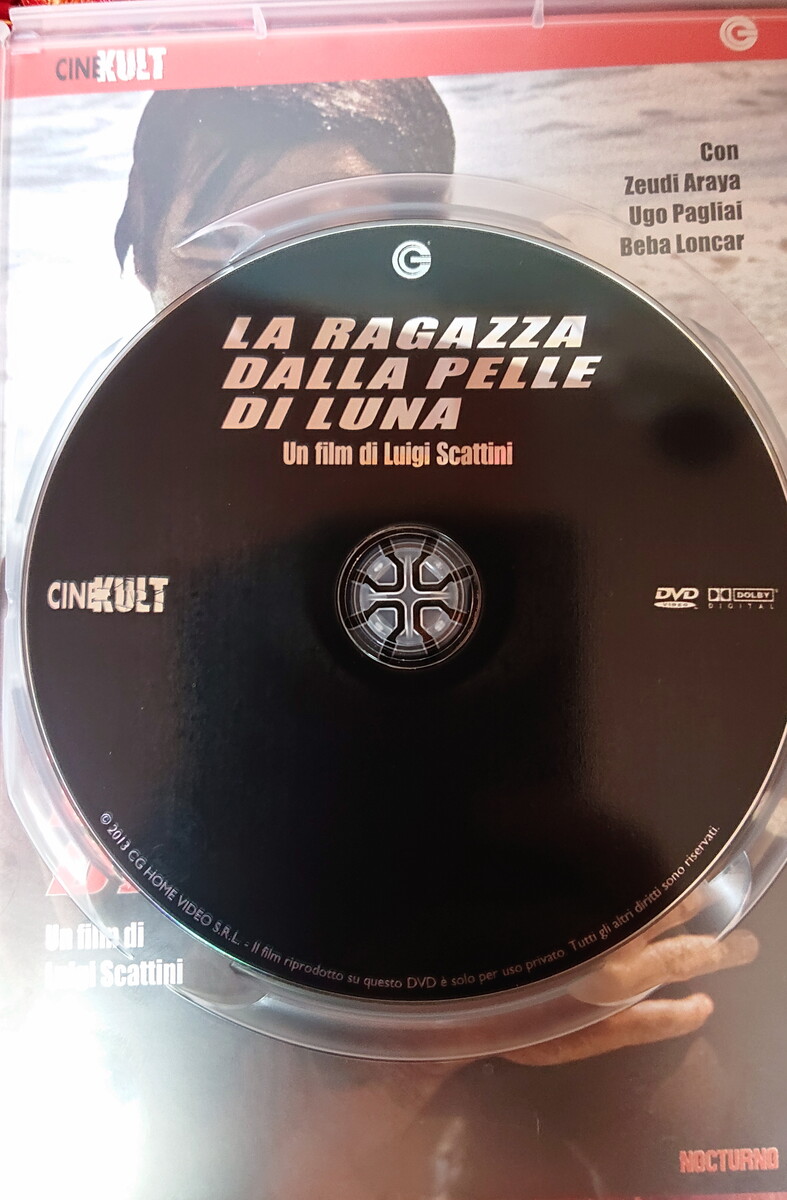 CINEKULT
Con
Zeudi Araya
Ugo Pagliai
Beba Loncar
LA RAGAZZA
DALLA PELLE
DI LUNA
Un film di Luigi Scattini
CINEKULT
DVD
VIDEO
DOLBY
DIGITAL
© 2013 CG HOME VIDEO S.R.L. - Il film riprodotto su questo DVD è solo per uso privato. Tutti gli altri diritti sono riservati.
Un film di
Luigi Scattini
NOCTURNO